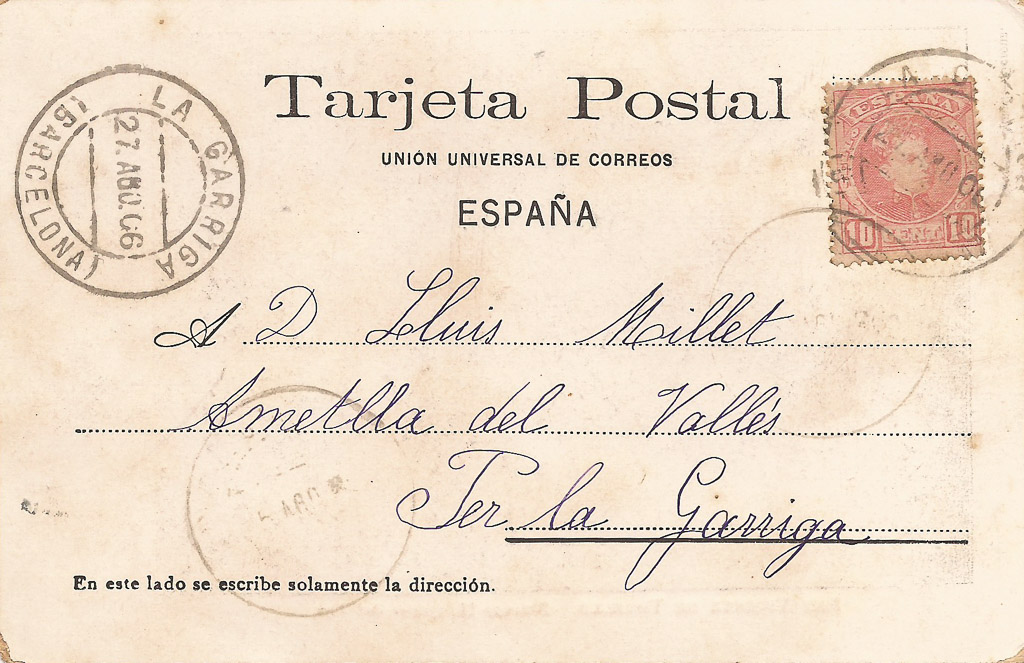 Tarjeta Postal
UNIÓN UNIVERSAL DE CORREOS
ESPAÑA
LA GARRIGA
27 AGO. 06
(BARCELONA)
ESPAÑA
10 CENT. 10
A D Lluis Millet
Ametlla del Vallés
Per la Garriga
En este lado se escribe solamente la dirección.